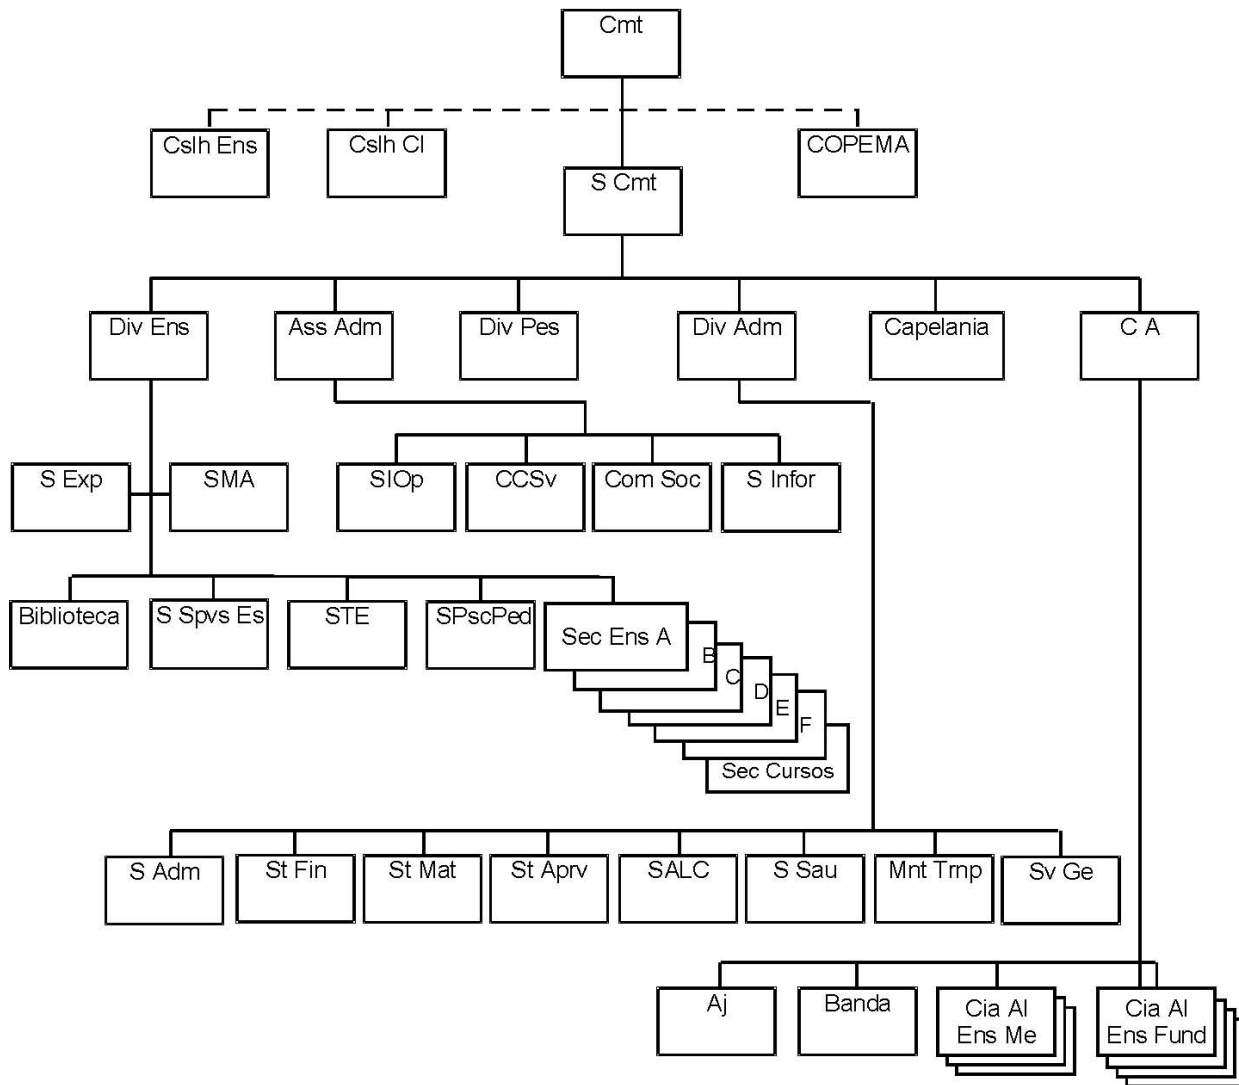 Cmt
Cslh Ens
Cslh Cl
COPEMA
S Cmt
Div Ens
Ass Adm
Div Pes
Div Adm
Capelania
C A
S Exp
SMA
SIOp
CCSv
Com Soc
S Infor
Biblioteca
S Spvs Es
STE
SPscPed
Sec Ens A
B
C
D
E
F
Sec Cursos
S Adm
St Fin
St Mat
St Aprv
SALC
S Sau
Mnt Trnp
Sv Ge
Aj
Banda
Cia Al
Ens Me
Cia Al
Ens Fund